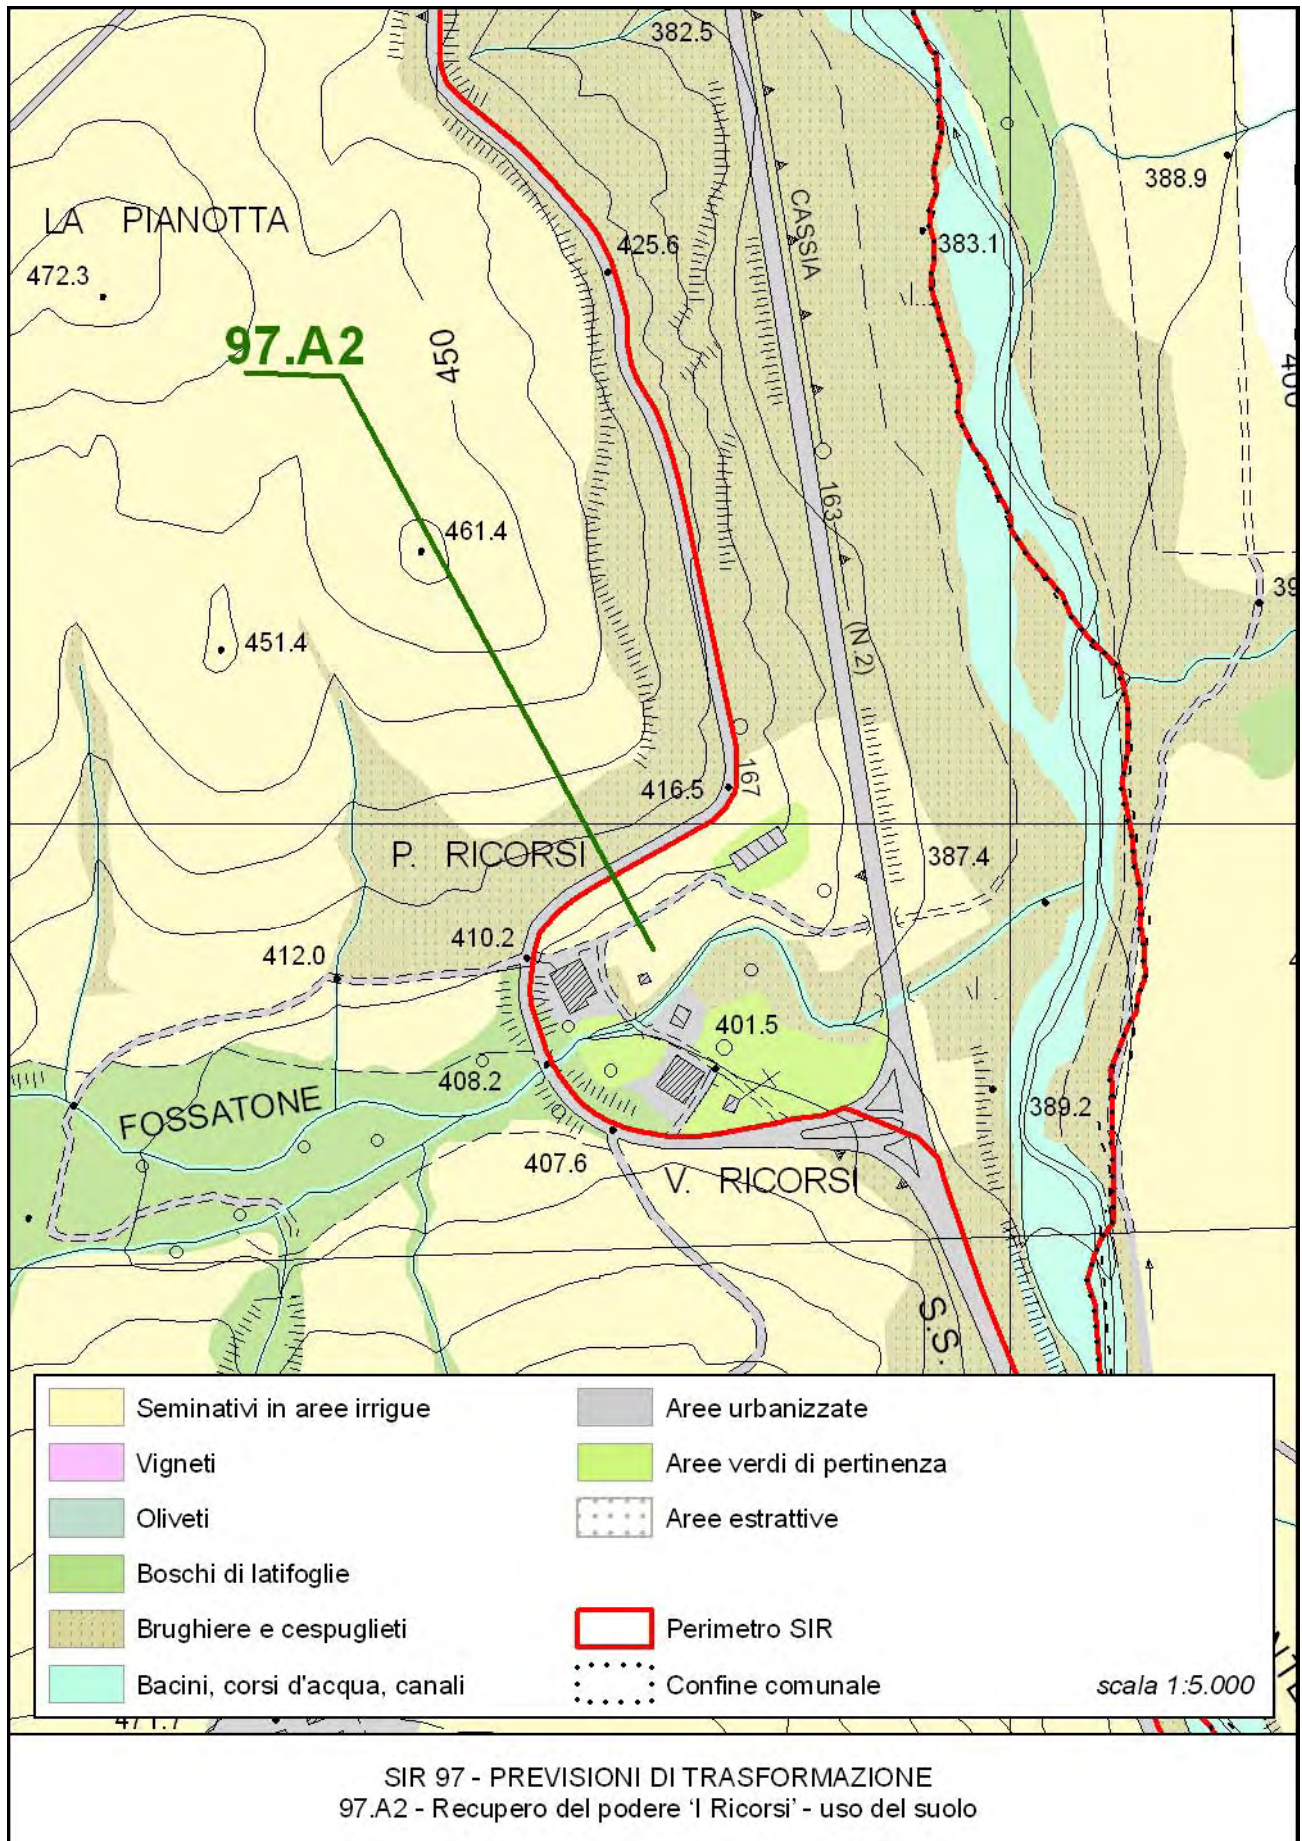 382.5
388.9
CASSIA
LA PIANOTTA
383.1
425.6
472.3
97.A2
450
400
461.4
163
39
451.4
(N.2)
416.5
167
P. RICORSI
387.4
410.2
412.0
401.5
408.2
FOSSATONE
389.2
407.6
V. RICORSI
S.S.
Seminativi in aree irrigue
Vigneti
Oliveti
Boschi di latifoglie
Brughiere e cespuglieti
Bacini, corsi d'acqua, canali
Aree urbanizzate
Aree verdi di pertinenza
Aree estrattive
Perimetro SIR
Confine comunale
scala 1:5.000
471.7
SIR 97 - PREVISIONI DI TRASFORMAZIONE
97.A2 - Recupero del podere 'I Ricorsi' - uso del suolo